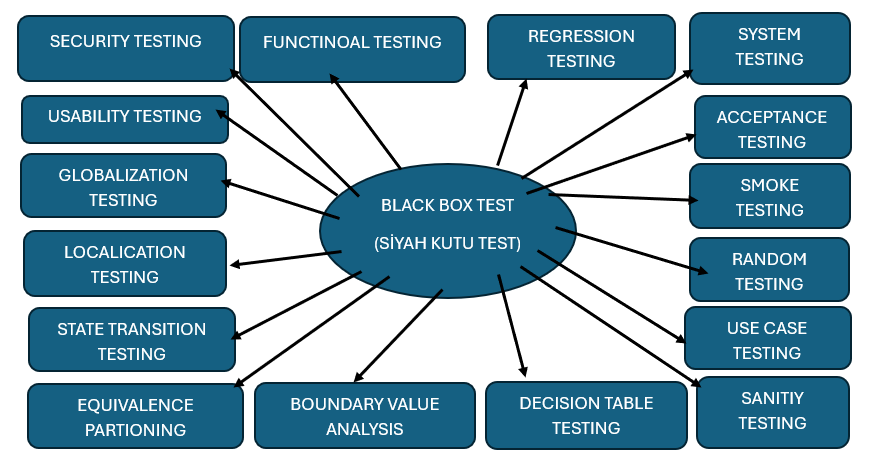 SECURITY TESTING
FUNCTINOAL TESTING
REGRESSION
TESTING
SYSTEM
TESTING
USABILITY TESTING
ACCEPTANCE
TESTING
GLOBALIZATION
TESTING
BLACK BOX TEST
(SİYAH KUTU TEST)
SMOKE
TESTING
LOCALICATION
TESTING
RANDOM
TESTING
STATE TRANSITION
TESTING
USE CASE
TESTING
EQUIVALENCE
PARTIONING
BOUNDARY VALUE
ANALYSIS
DECISION TABLE
TESTING
SANITIY
TESTING